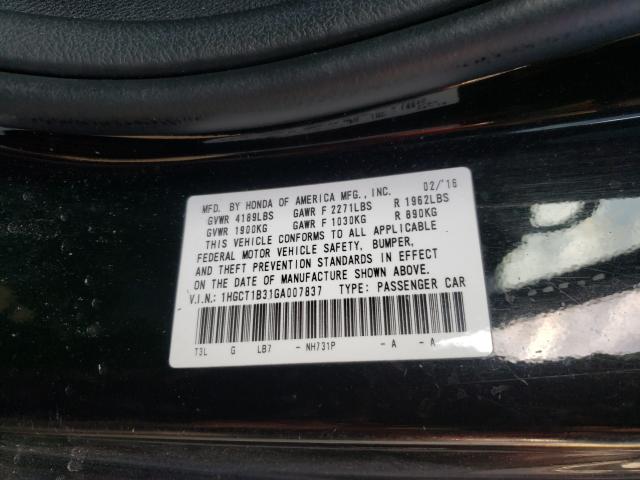 MFD. BY HONDA OF AMERICA MFG., INC. 02/'16
GVWR 4189LBS GAWR F 2271LBS R 1962LBS
GVWR 1900KG GAWR F 1030KG R 890KG
THIS VEHICLE CONFORMS TO ALL APPLICABLE
FEDERAL MOTOR VEHICLE SAFETY, BUMPER,
AND THEFT PREVENTION STANDARDS IN EFFECT
ON THE DATE OF MANUFACTURE SHOWN ABOVE.
V.I.N.: 1HGCT1B31GA007837 TYPE: PASSENGER CAR
T3L G LB7 - NH731P - A - A